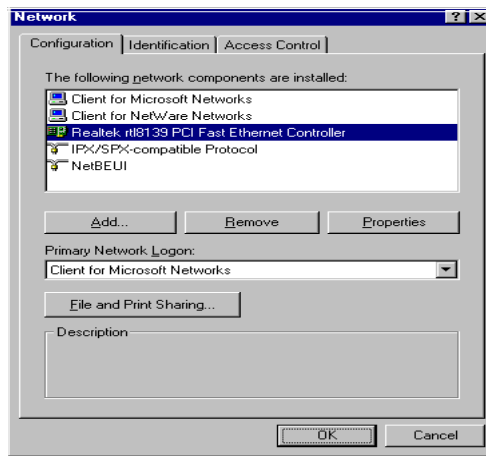 Network
Configuration Identification Access Control
The following network components are installed:
Client for Microsoft Networks
Client for NetWare Networks
Realtek rtl8139 PCI Fast Ethernet Controller
IPX/SPX-compatible Protocol
NetBEUI
Add... Remove Properties
Primary Network Logon:
Client for Microsoft Networks
File and Print Sharing...
Description
OK Cancel